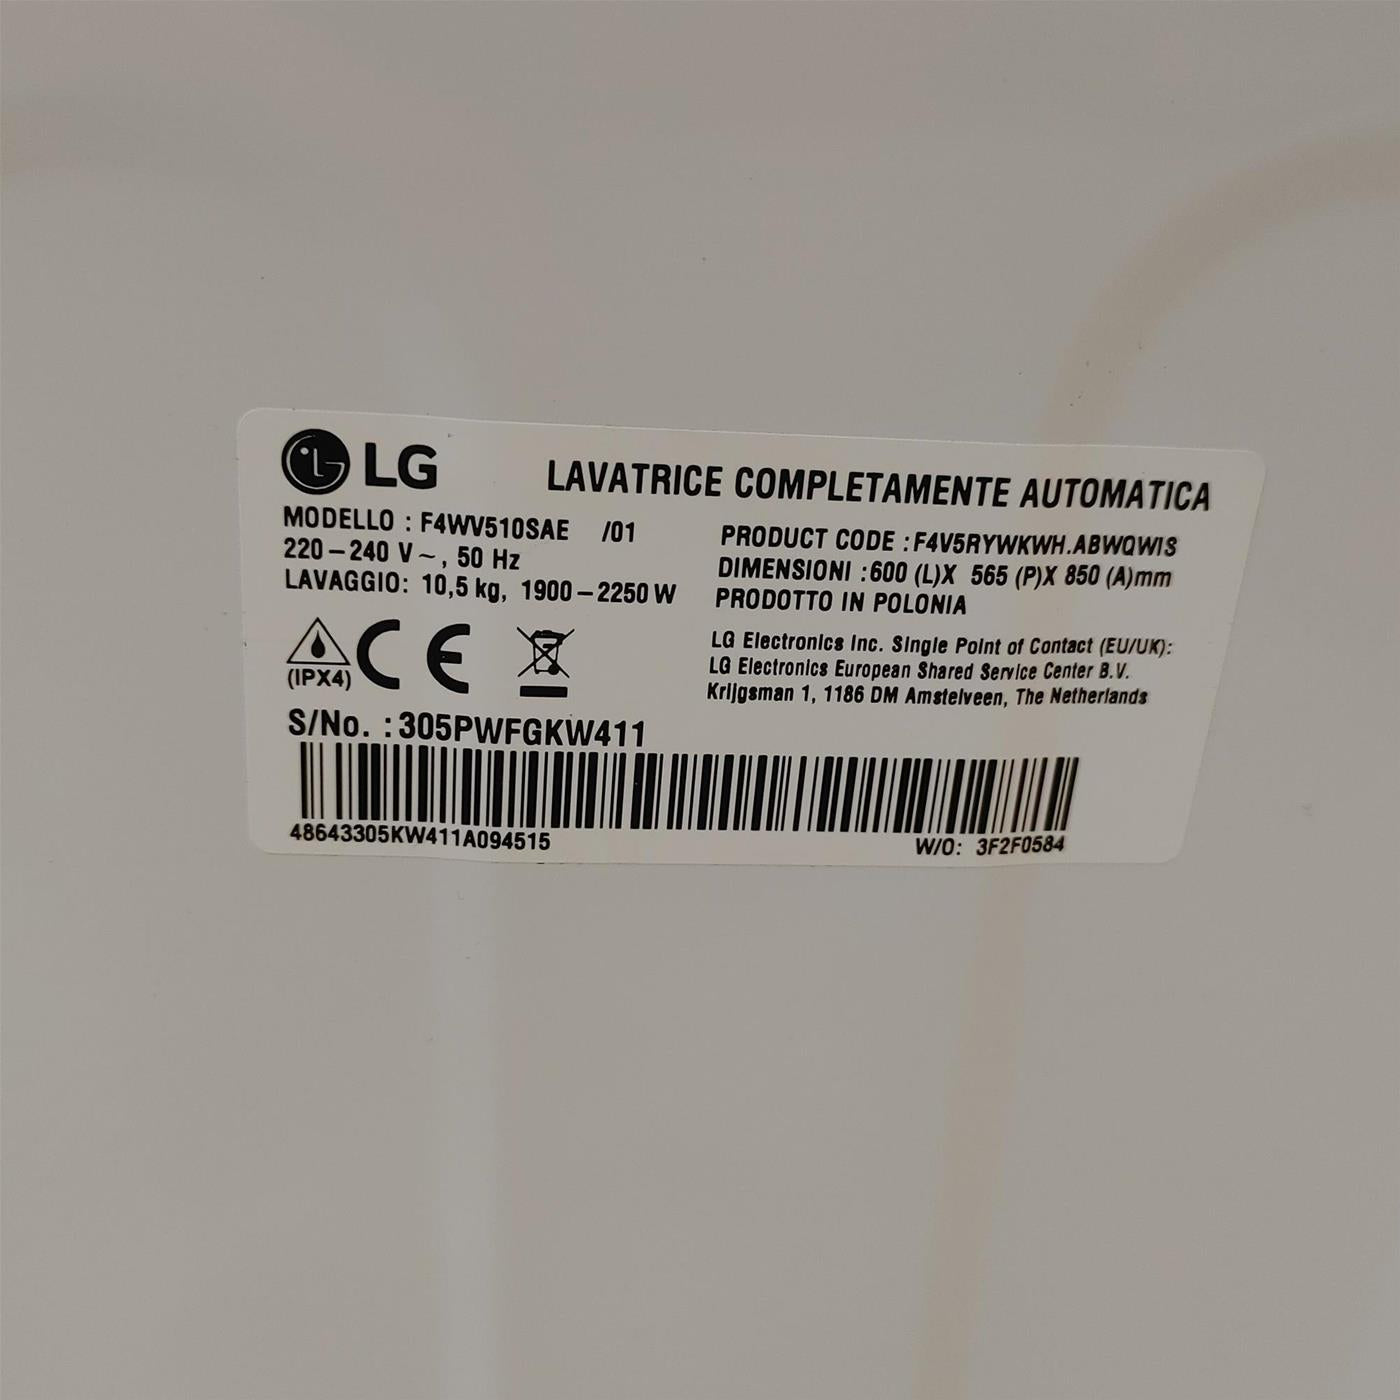 LG
LAVATRICE COMPLETAMENTE AUTOMATICA
MODELLO : F4WV510SAE /01
220-240 V~, 50 Hz
LAVAGGIO: 10,5 kg, 1900-2250 W
PRODUCT CODE :F4V5RYWKWH.ABWQWIS
DIMENSIONI :600 (L)X 565 (P)X 850 (A)mm
PRODOTTO IN POLONIA
LG Electronics Inc. Single Point of Contact (EU/UK):
LG Electronics European Shared Service Center B.V.
Krijgsman 1, 1186 DM Amstelveen, The Netherlands
(IPX4)
CE
S/No. :305PWFGKW411
48643305KW411A094515
W/O: 3F2F0584